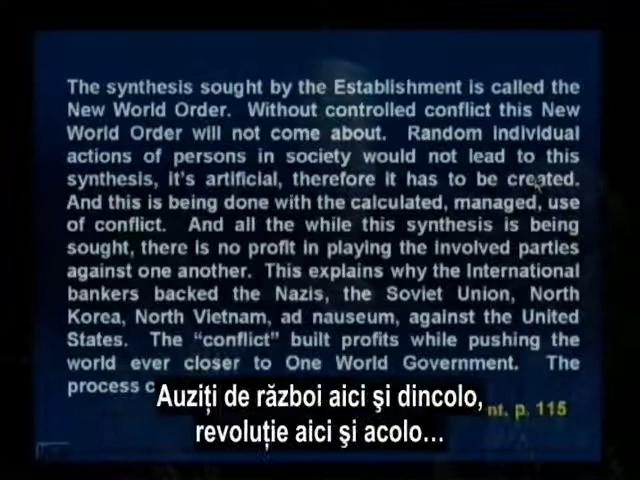 The synthesis sought by the Establishment is called the
New World Order. Without controlled conflict this New
World Order will not come about. Random individual
actions of persons in society would not lead to this
synthesis, it's artificial, therefore it has to be created.
And this is being done with the calculated, managed, use
of conflict. And all the while this synthesis is being
sought, there is no profit in playing the involved parties
against one another. This explains why the International
bankers backed the Nazis, the Soviet Union, North
Korea, North Vietnam, ad nauseum, against the United
States. The “conflict” built profits while pushing the
world ever closer to One World Government. The
process
nt, p. 115
Auziți de război aici și dincolo,
revoluție aici și acolo…